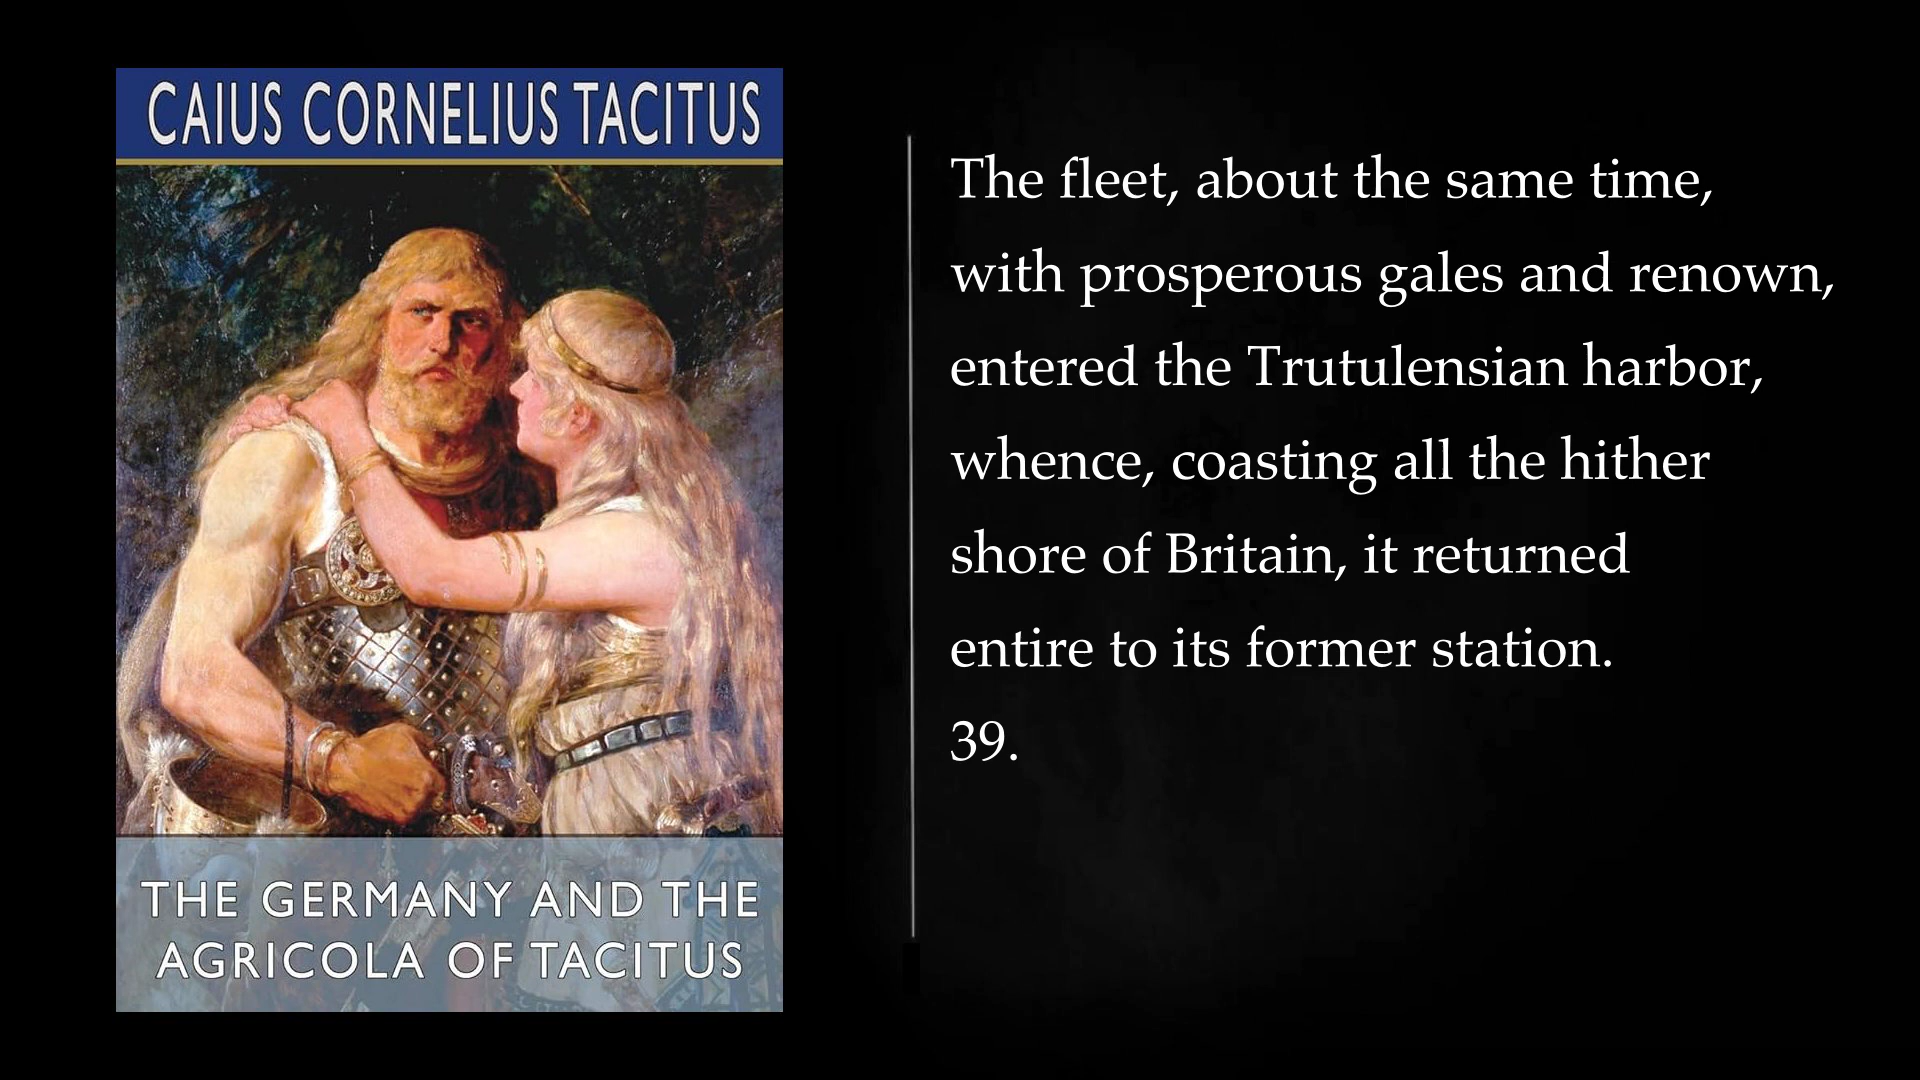 CAIUS CORNELIUS TACITUS
THE GERMANY AND THE
AGRICOLA OF TACITUS
The fleet, about the same time,
with prosperous gales and renown,
entered the Trutulensian harbor,
whence, coasting all the hither
shore of Britain, it returned
entire to its former station.
39.